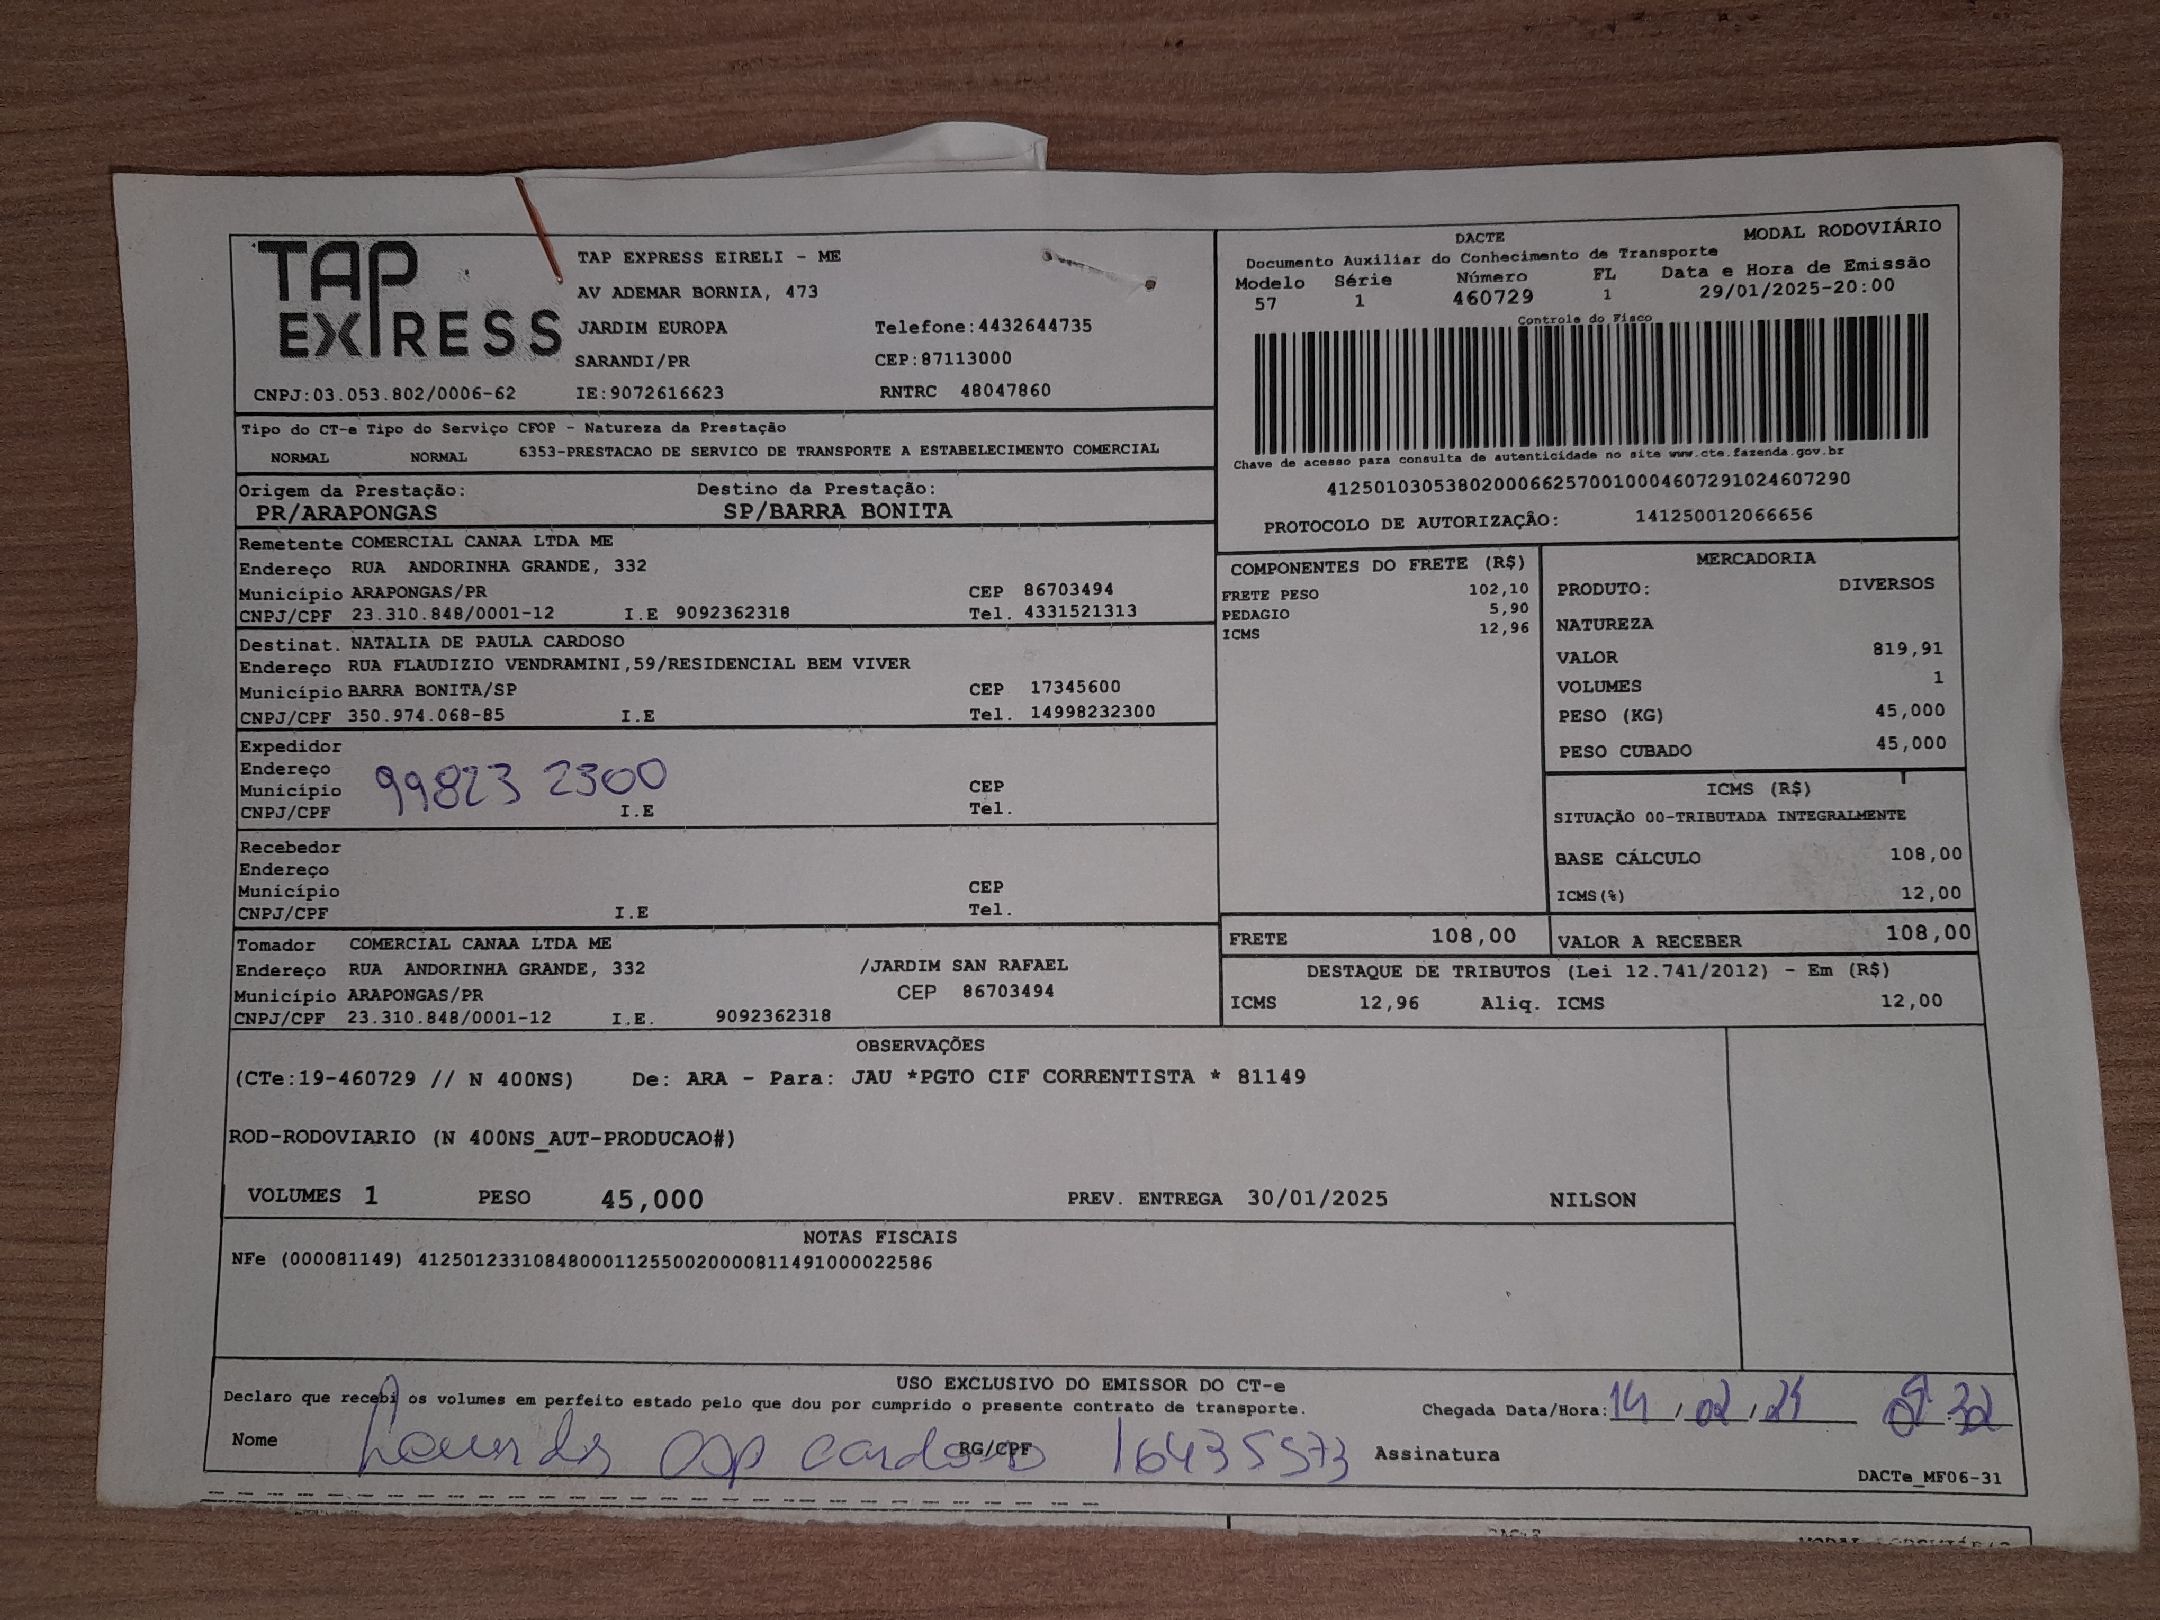 TAP EXPRESS
TAP EXPRESS EIRELI - ME
AV ADEMAR BORNIA, 473
JARDIM EUROPA Telefone:4432644735
SARANDI/PR CEP:87113000
CNPJ:03.053.802/0006-62 IE:9072616623 RNTRC 48047860
DACTE MODAL RODOVIÁRIO
Documento Auxiliar do Conhecimento de Transporte
Modelo Série Número FL Data e Hora de Emissão
57 1 460729 1 29/01/2025-20:00
Controle do Fisco
Chave de acesso para consulta de autenticidade no site www.cte.fazenda.gov.br
41250103053802000662570010004607291024607290
PROTOCOLO DE AUTORIZAÇÃO: 141250012066656
Tipo do CT-e Tipo do Serviço CFOP - Natureza da Prestação
NORMAL NORMAL 6353-PRESTACAO DE SERVICO DE TRANSPORTE A ESTABELECIMENTO COMERCIAL
Origem da Prestação: Destino da Prestação:
PR/ARAPONGAS SP/BARRA BONITA
Remetente COMERCIAL CANAA LTDA ME
Endereço RUA ANDORINHA GRANDE, 332
Município ARAPONGAS/PR CEP 86703494
CNPJ/CPF 23.310.848/0001-12 I.E 9092362318 Tel. 4331521313
Destinat. NATALIA DE PAULA CARDOSO
Endereço RUA FLAUDIZIO VENDRAMINI,59/RESIDENCIAL BEM VIVER
Município BARRA BONITA/SP CEP 17345600
CNPJ/CPF 350.974.068-85 I.E Tel. 14998232300
Expedidor
Endereço
Município CEP
CNPJ/CPF I.E Tel.
99823 2300
Recebedor
Endereço
Município CEP
CNPJ/CPF I.E Tel.
Tomador COMERCIAL CANAA LTDA ME
Endereço RUA ANDORINHA GRANDE, 332 /JARDIM SAN RAFAEL
Município ARAPONGAS/PR CEP 86703494
CNPJ/CPF 23.310.848/0001-12 I.E. 9092362318
COMPONENTES DO FRETE (R$)
FRETE PESO 102,10
PEDAGIO 5,90
ICMS 12,96
MERCADORIA
PRODUTO: DIVERSOS
NATUREZA
VALOR 819,91
VOLUMES 1
PESO (KG) 45,000
PESO CUBADO 45,000
ICMS (R$)
SITUAÇÃO 00-TRIBUTADA INTEGRALMENTE
BASE CÁLCULO 108,00
ICMS(%) 12,00
FRETE 108,00 VALOR A RECEBER 108,00
DESTAQUE DE TRIBUTOS (Lei 12.741/2012) - Em (R$)
ICMS 12,96 Aliq. ICMS 12,00
OBSERVAÇÕES
(CTe:19-460729 // N 400NS) De: ARA - Para: JAU *PGTO CIF CORRENTISTA * 81149
ROD-RODOVIARIO (N 400NS_AUT-PRODUCAO#)
VOLUMES 1 PESO 45,000 PREV. ENTREGA 30/01/2025 NILSON
NOTAS FISCAIS
NFe (000081149) 41250123310848000112550020000811491000022586
USO EXCLUSIVO DO EMISSOR DO CT-e
Declaro que recebi os volumes em perfeito estado pelo que dou por cumprido o presente contrato de transporte. Chegada Data/Hora: 14/02/
Nome cardoso RG/CPF 16435573 Assinatura
DACTe_MF06-31